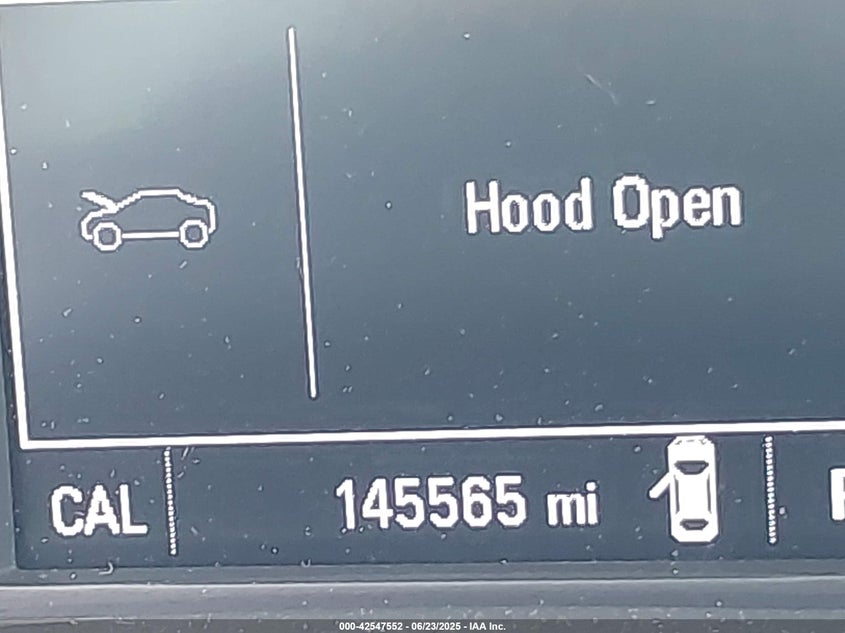 Hood Open
CAL 145565 mi
000-42547552 - 06/23/2025 - IAA Inc.